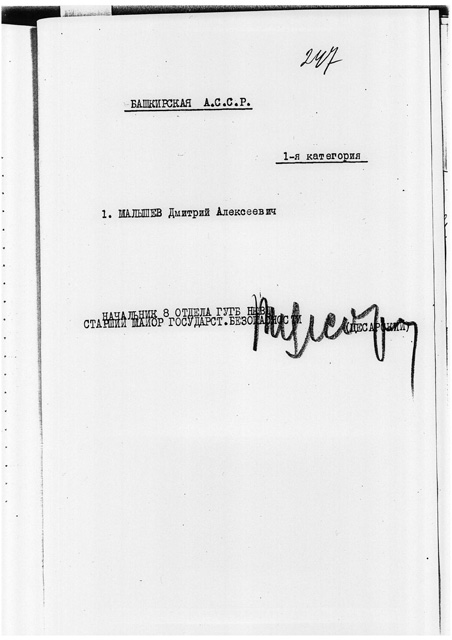 247
БАШКИРСКАЯ А.С.С.Р.
1-я категория
1. МАЛЫШЕВ Дмитрий Алексеевич
НАЧАЛЬНИК 8 ОТДЕЛА ГУГБ НКВД
СТАРШИЙ МАЙОР ГОСУДАРСТ.БЕЗОПАСНОСТИ (ЦЕСАРСКИЙ)